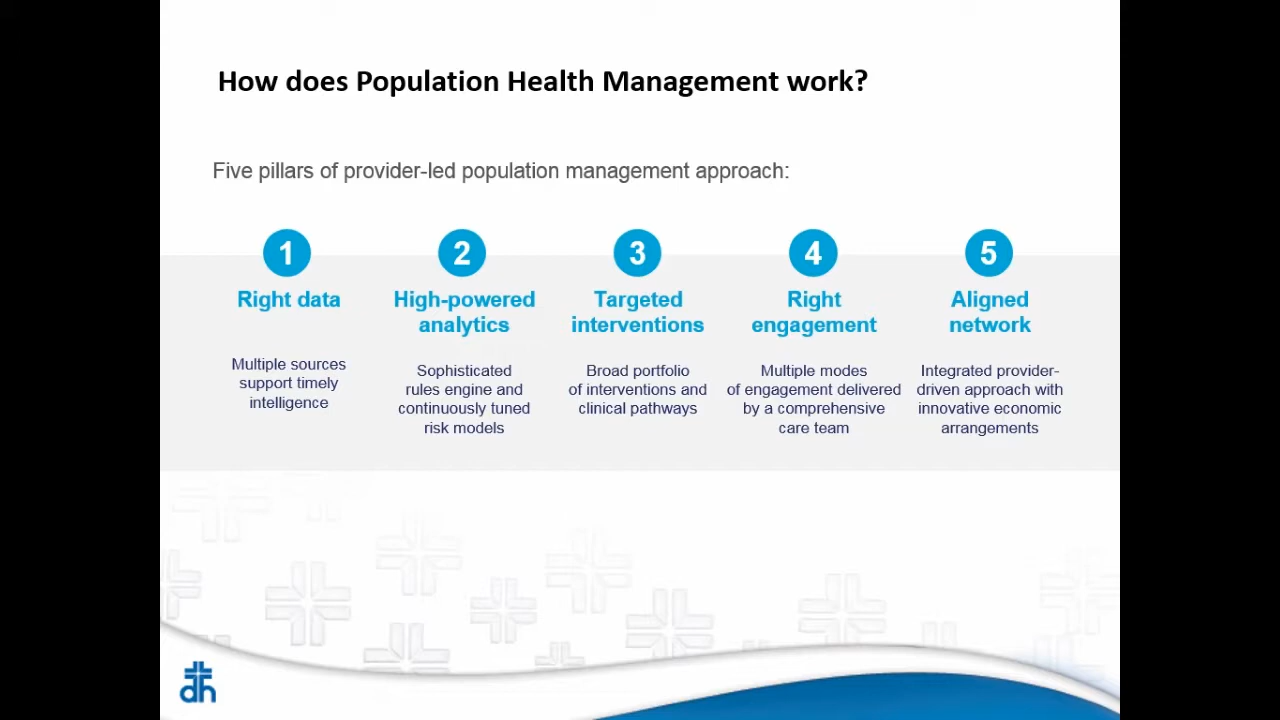 How does Population Health Management work?
Five pillars of provider-led population management approach:
1
Right data
Multiple sources
support timely
intelligence
2
High-powered
analytics
Sophisticated
rules engine and
continuously tuned
risk models
3
Targeted
interventions
Broad portfolio
of interventions and
clinical pathways
4
Right
engagement
Multiple modes
of engagement delivered
by a comprehensive
care team
5
Aligned
network
Integrated provider-
driven approach with
innovative economic
arrangements
dh